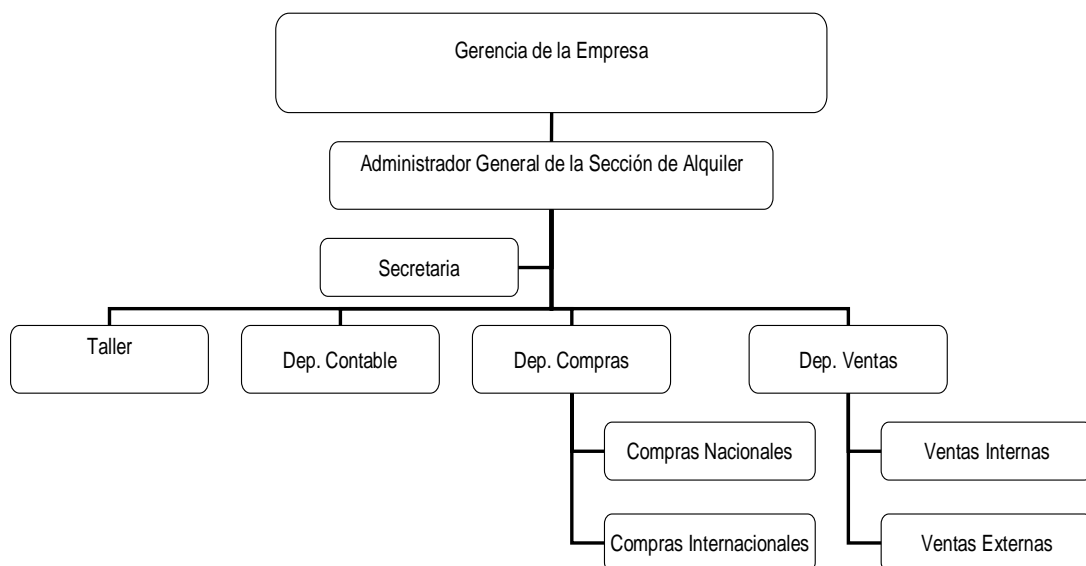 Gerencia de la Empresa
Administrador General de la Sección de Alquiler
Secretaria
Taller
Dep. Contable
Dep. Compras
Dep. Ventas
Compras Nacionales
Ventas Internas
Compras Internacionales
Ventas Externas